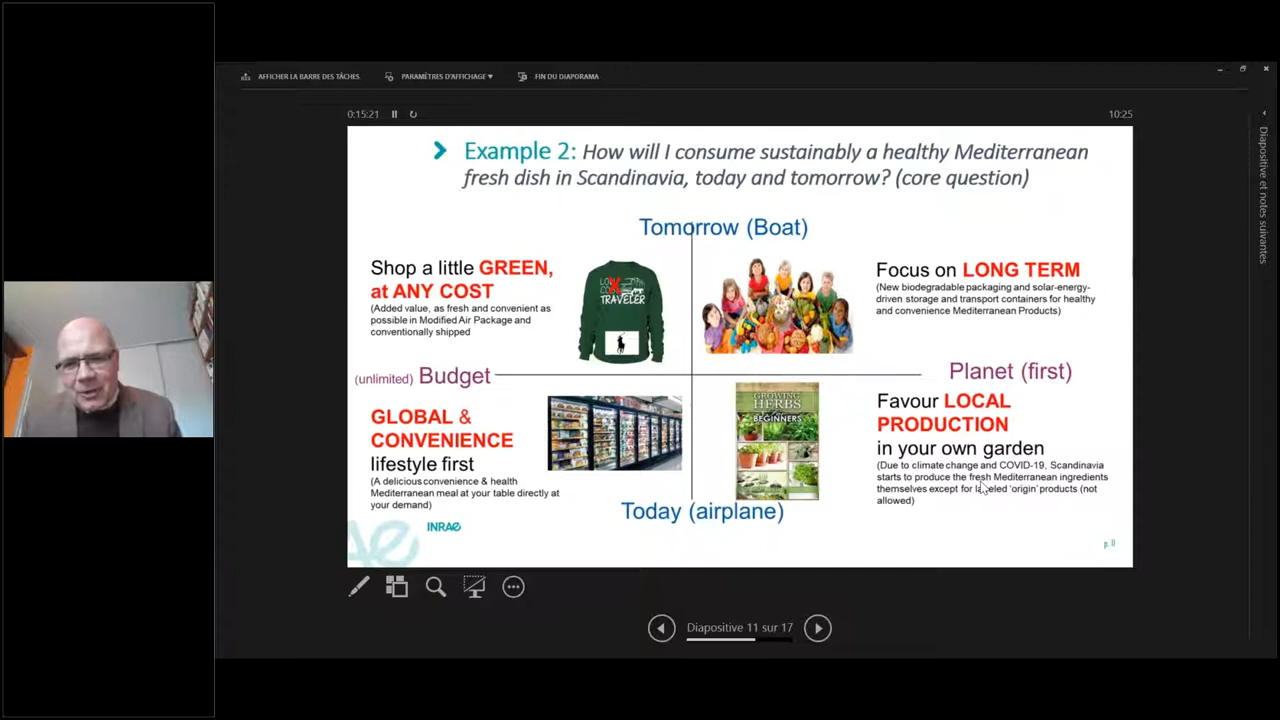 AFFICHER LA BARRE DES TÂCHES
PARAMÈTRES D'AFFICHAGE ▼
FIN DU DIAPORAMA
0:15:21
10:25
Example 2: How will I consume sustainably a healthy Mediterranean
fresh dish in Scandinavia, today and tomorrow? (core question)
Tomorrow (Boat)
Shop a little GREEN,
at ANY COST
(Added value, as fresh and convenient as
possible in Modified Air Package and
conventionally shipped
TRAVELER
Focus on LONG TERM
(New biodegradable packaging and solar-energy-
driven storage and transport containers for healthy
and convenience Mediterranean Products)
(unlimited) Budget
Planet (first)
GLOBAL &
CONVENIENCE
lifestyle first
(A delicious convenience & health
Mediterranean meal at your table directly at
your demand)
GROWING
HERBS
BEGINNERS
Favour LOCAL
PRODUCTION
in your own garden
(Due to climate change and COVID-19, Scandinavia
starts to produce the fresh Mediterranean ingredients
themselves except for labeled 'origin' products (not
allowed)
Today (airplane)
INRAE
p. 11
Diapositive 11 sur 17
Diapositive et notes suivantes